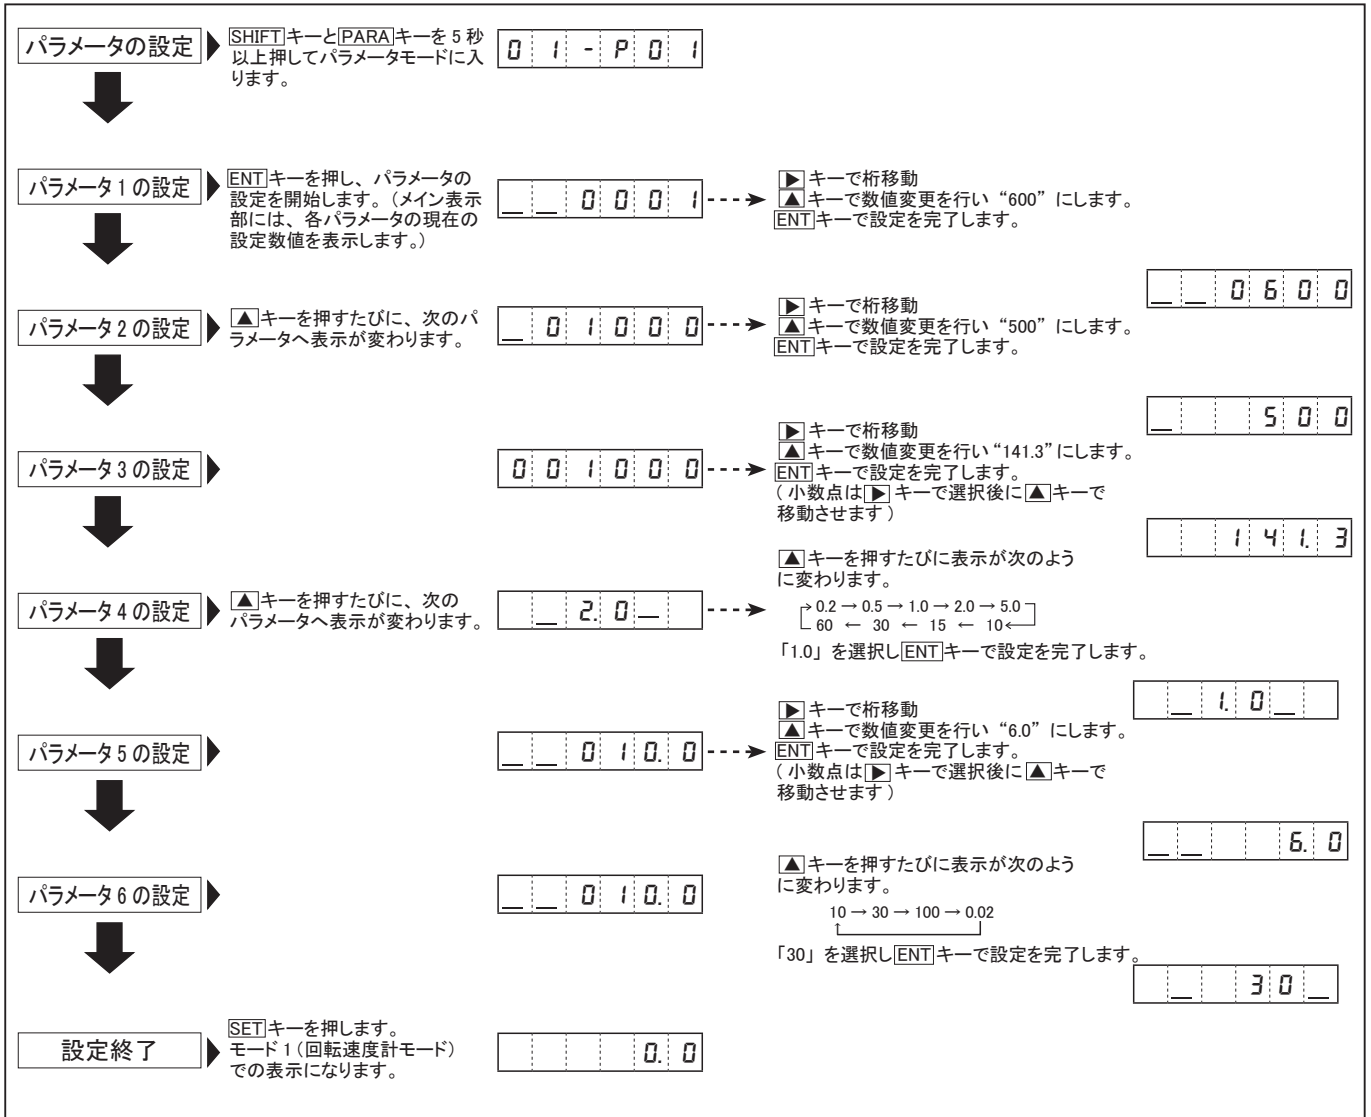 パラメータの設定
SHIFTキーとPARAキーを5秒
以上押してパラメータモードに入
ります。
01-P01
パラメータ1の設定
ENTキーを押し、パラメータの
設定を開始します。（メイン表示
部には、各パラメータの現在の
設定数値を表示します。）
_ _ 0001
▶キーで桁移動
▲キーで数値変更を行い“600”にします。
ENTキーで設定を完了します。
_ _ 0600
パラメータ2の設定
▲キーを押すたびに、次のパ
ラメータへ表示が変わります。
_ 01000
▶キーで桁移動
▲キーで数値変更を行い“500”にします。
ENTキーで設定を完了します。
_ 500
パラメータ3の設定
001000
▶キーで桁移動
▲キーで数値変更を行い“141.3”にします。
ENTキーで設定を完了します。
（小数点は▶キーで選択後に▲キーで
移動させます）
141.3
パラメータ4の設定
▲キーを押すたびに、次の
パラメータへ表示が変わります。
_ 2.0 _
▲キーを押すたびに表示が次のよう
に変わります。
→ 0.2 → 0.5 → 1.0 → 2.0 → 5.0
60 ← 30 ← 15 ← 10 ←
「1.0」を選択しENTキーで設定を完了します。
_ 1.0 _
パラメータ5の設定
_ _ 010.0
▶キーで桁移動
▲キーで数値変更を行い“6.0”にします。
ENTキーで設定を完了します。
（小数点は▶キーで選択後に▲キーで
移動させます）
_ _ 6.0
パラメータ6の設定
_ _ 010.0
▲キーを押すたびに表示が次のよう
に変わります。
10 → 30 → 100 → 0.02
↑
「30」を選択しENTキーで設定を完了します。
_ 30 _
設定終了
SETキーを押します。
モード1（回転速度計モード）
での表示になります。
0.0